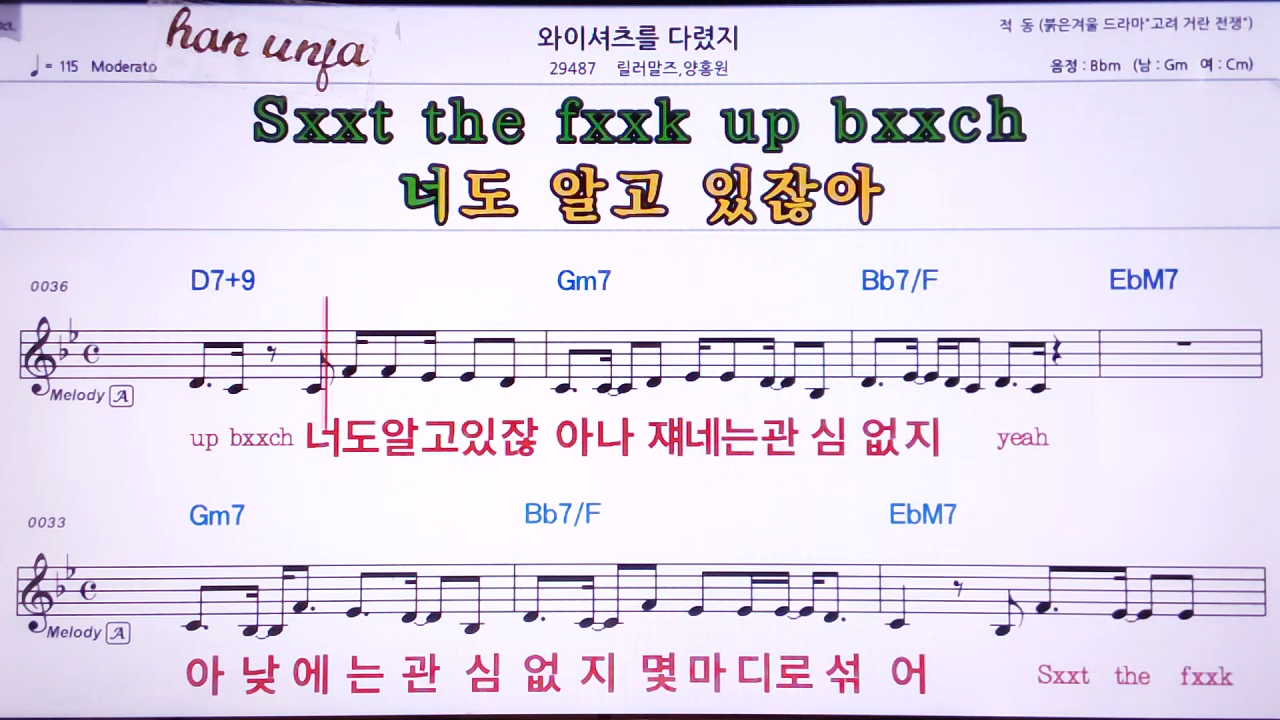 han unfa
와이셔츠를 다렸지
적 동 (붉은겨울 드라마"고려 거란 전쟁")
♩= 115 Moderato
29487 릴러말즈,양홍원
음정 : Bbm (남 : Gm 여 : Cm)
Sxxt the fxxk up bxxch
너도 알고 있잖아
0036
D7+9 Gm7 Bb7/F EbM7
Melody A
up bxxch 너도알고있잖 아나 쟤네는관 심 없지 yeah
0033
Gm7 Bb7/F EbM7
Melody A
아 낮에 는 관 심 없 지 몇마디로섞 어 Sxxt the fxxk